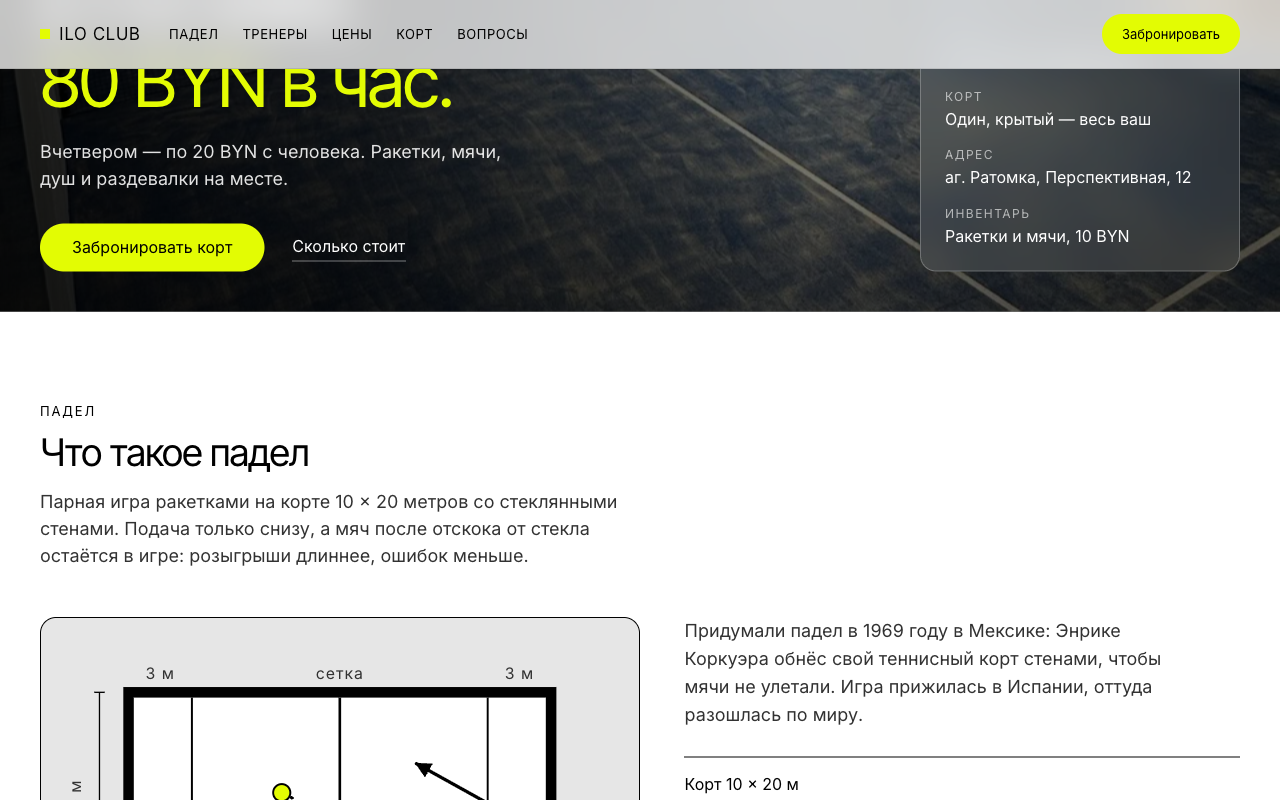 ILO CLUB ПАДЕЛ ТРЕНЕРЫ ЦЕНЫ КОРТ ВОПРОСЫ Забронировать
80 BYN в час.
Вчетвером — по 20 BYN с человека. Ракетки, мячи,
душ и раздевалки на месте.
Забронировать корт Сколько стоит
КОРТ
Один, крытый — весь ваш
АДРЕС
аг. Ратомка, Перспективная, 12
ИНВЕНТАРЬ
Ракетки и мячи, 10 BYN
ПАДЕЛ
Что такое падел
Парная игра ракетками на корте 10 × 20 метров со стеклянными
стенами. Подача только снизу, а мяч после отскока от стекла
остаётся в игре: розыгрыши длиннее, ошибок меньше.
3 м сетка 3 м
м
Придумали падел в 1969 году в Мексике: Энрике
Коркуэра обнёс свой теннисный корт стенами, чтобы
мячи не улетали. Игра прижилась в Испании, оттуда
разошлась по миру.
Корт 10 × 20 м